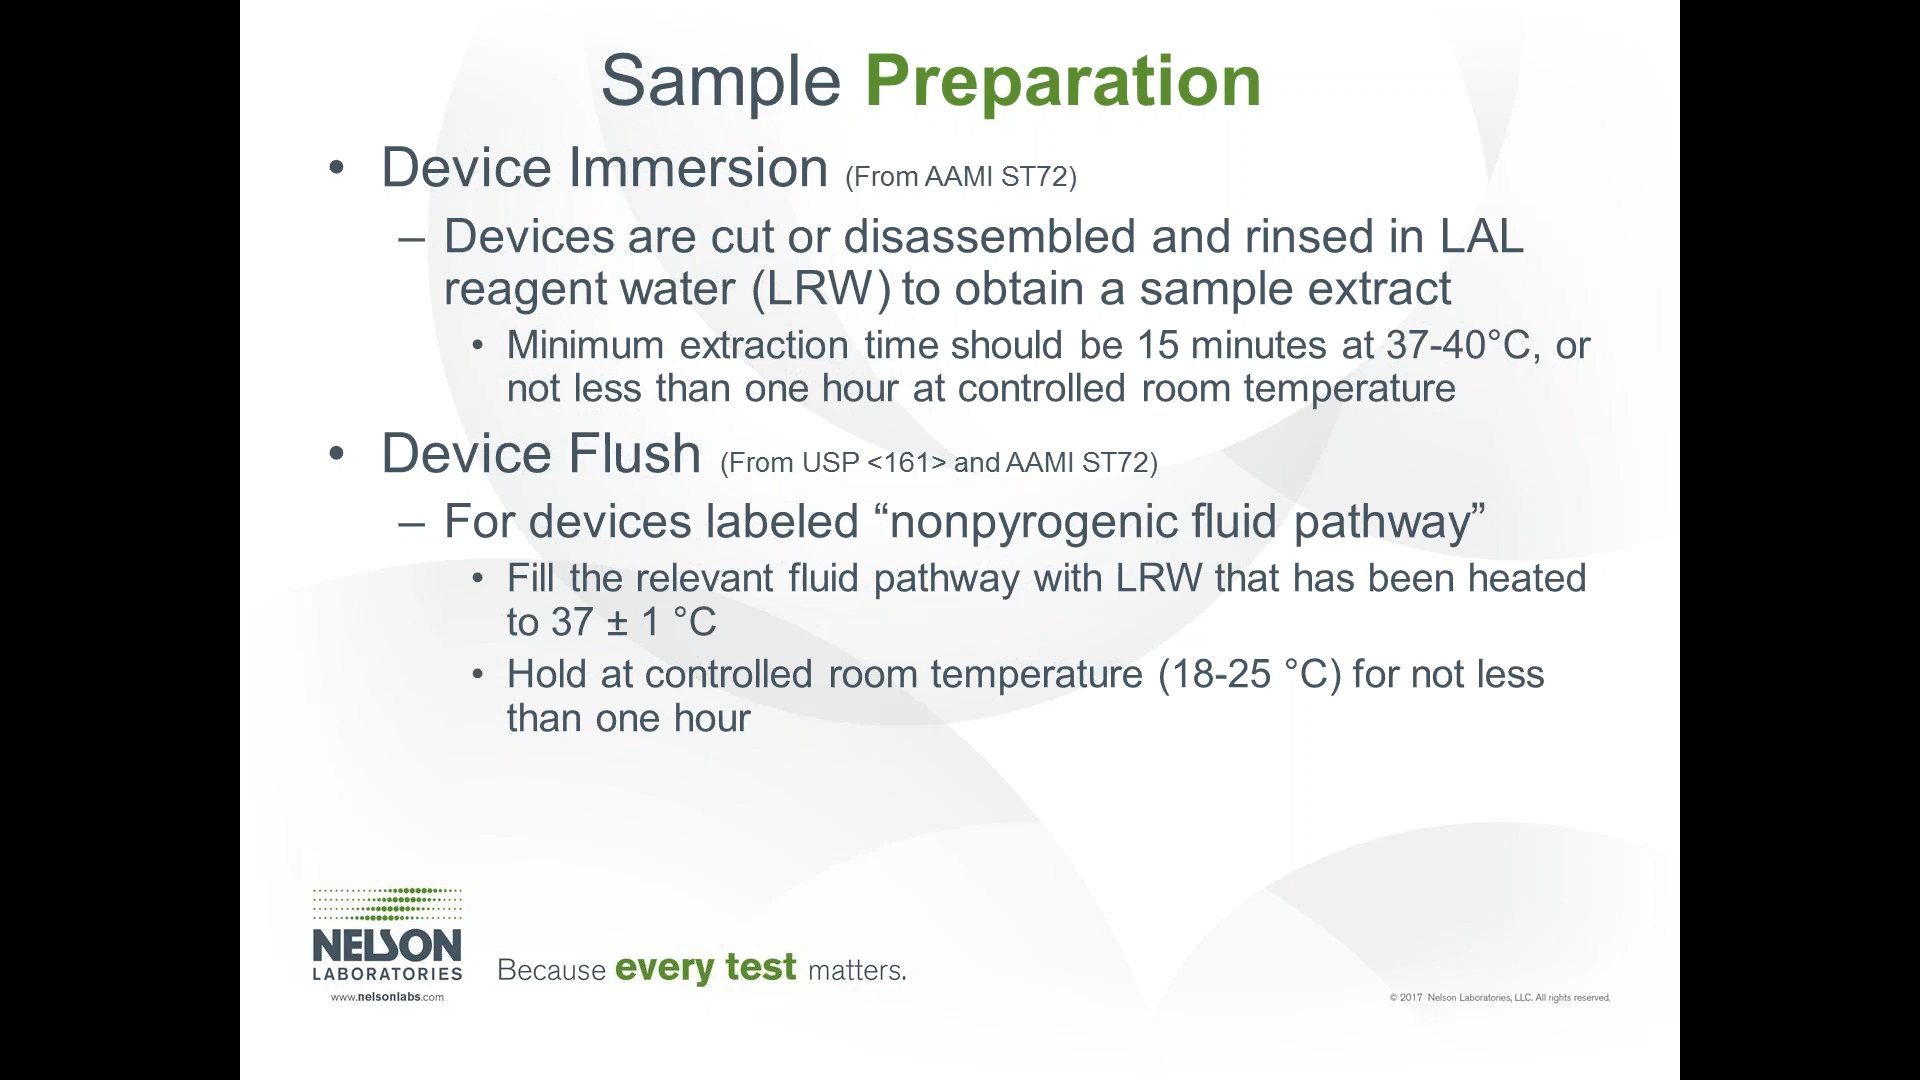 Sample Preparation
• Device Immersion (From AAMI ST72)
– Devices are cut or disassembled and rinsed in LAL
reagent water (LRW) to obtain a sample extract
• Minimum extraction time should be 15 minutes at 37-40°C, or
not less than one hour at controlled room temperature
• Device Flush (From USP <161> and AAMI ST72)
– For devices labeled “nonpyrogenic fluid pathway”
• Fill the relevant fluid pathway with LRW that has been heated
to 37 ± 1 °C
• Hold at controlled room temperature (18-25 °C) for not less
than one hour
NELSON
LABORATORIES
www.nelsonlabs.com
Because every test matters.
© 2017 Nelson Laboratories, LLC. All rights reserved.